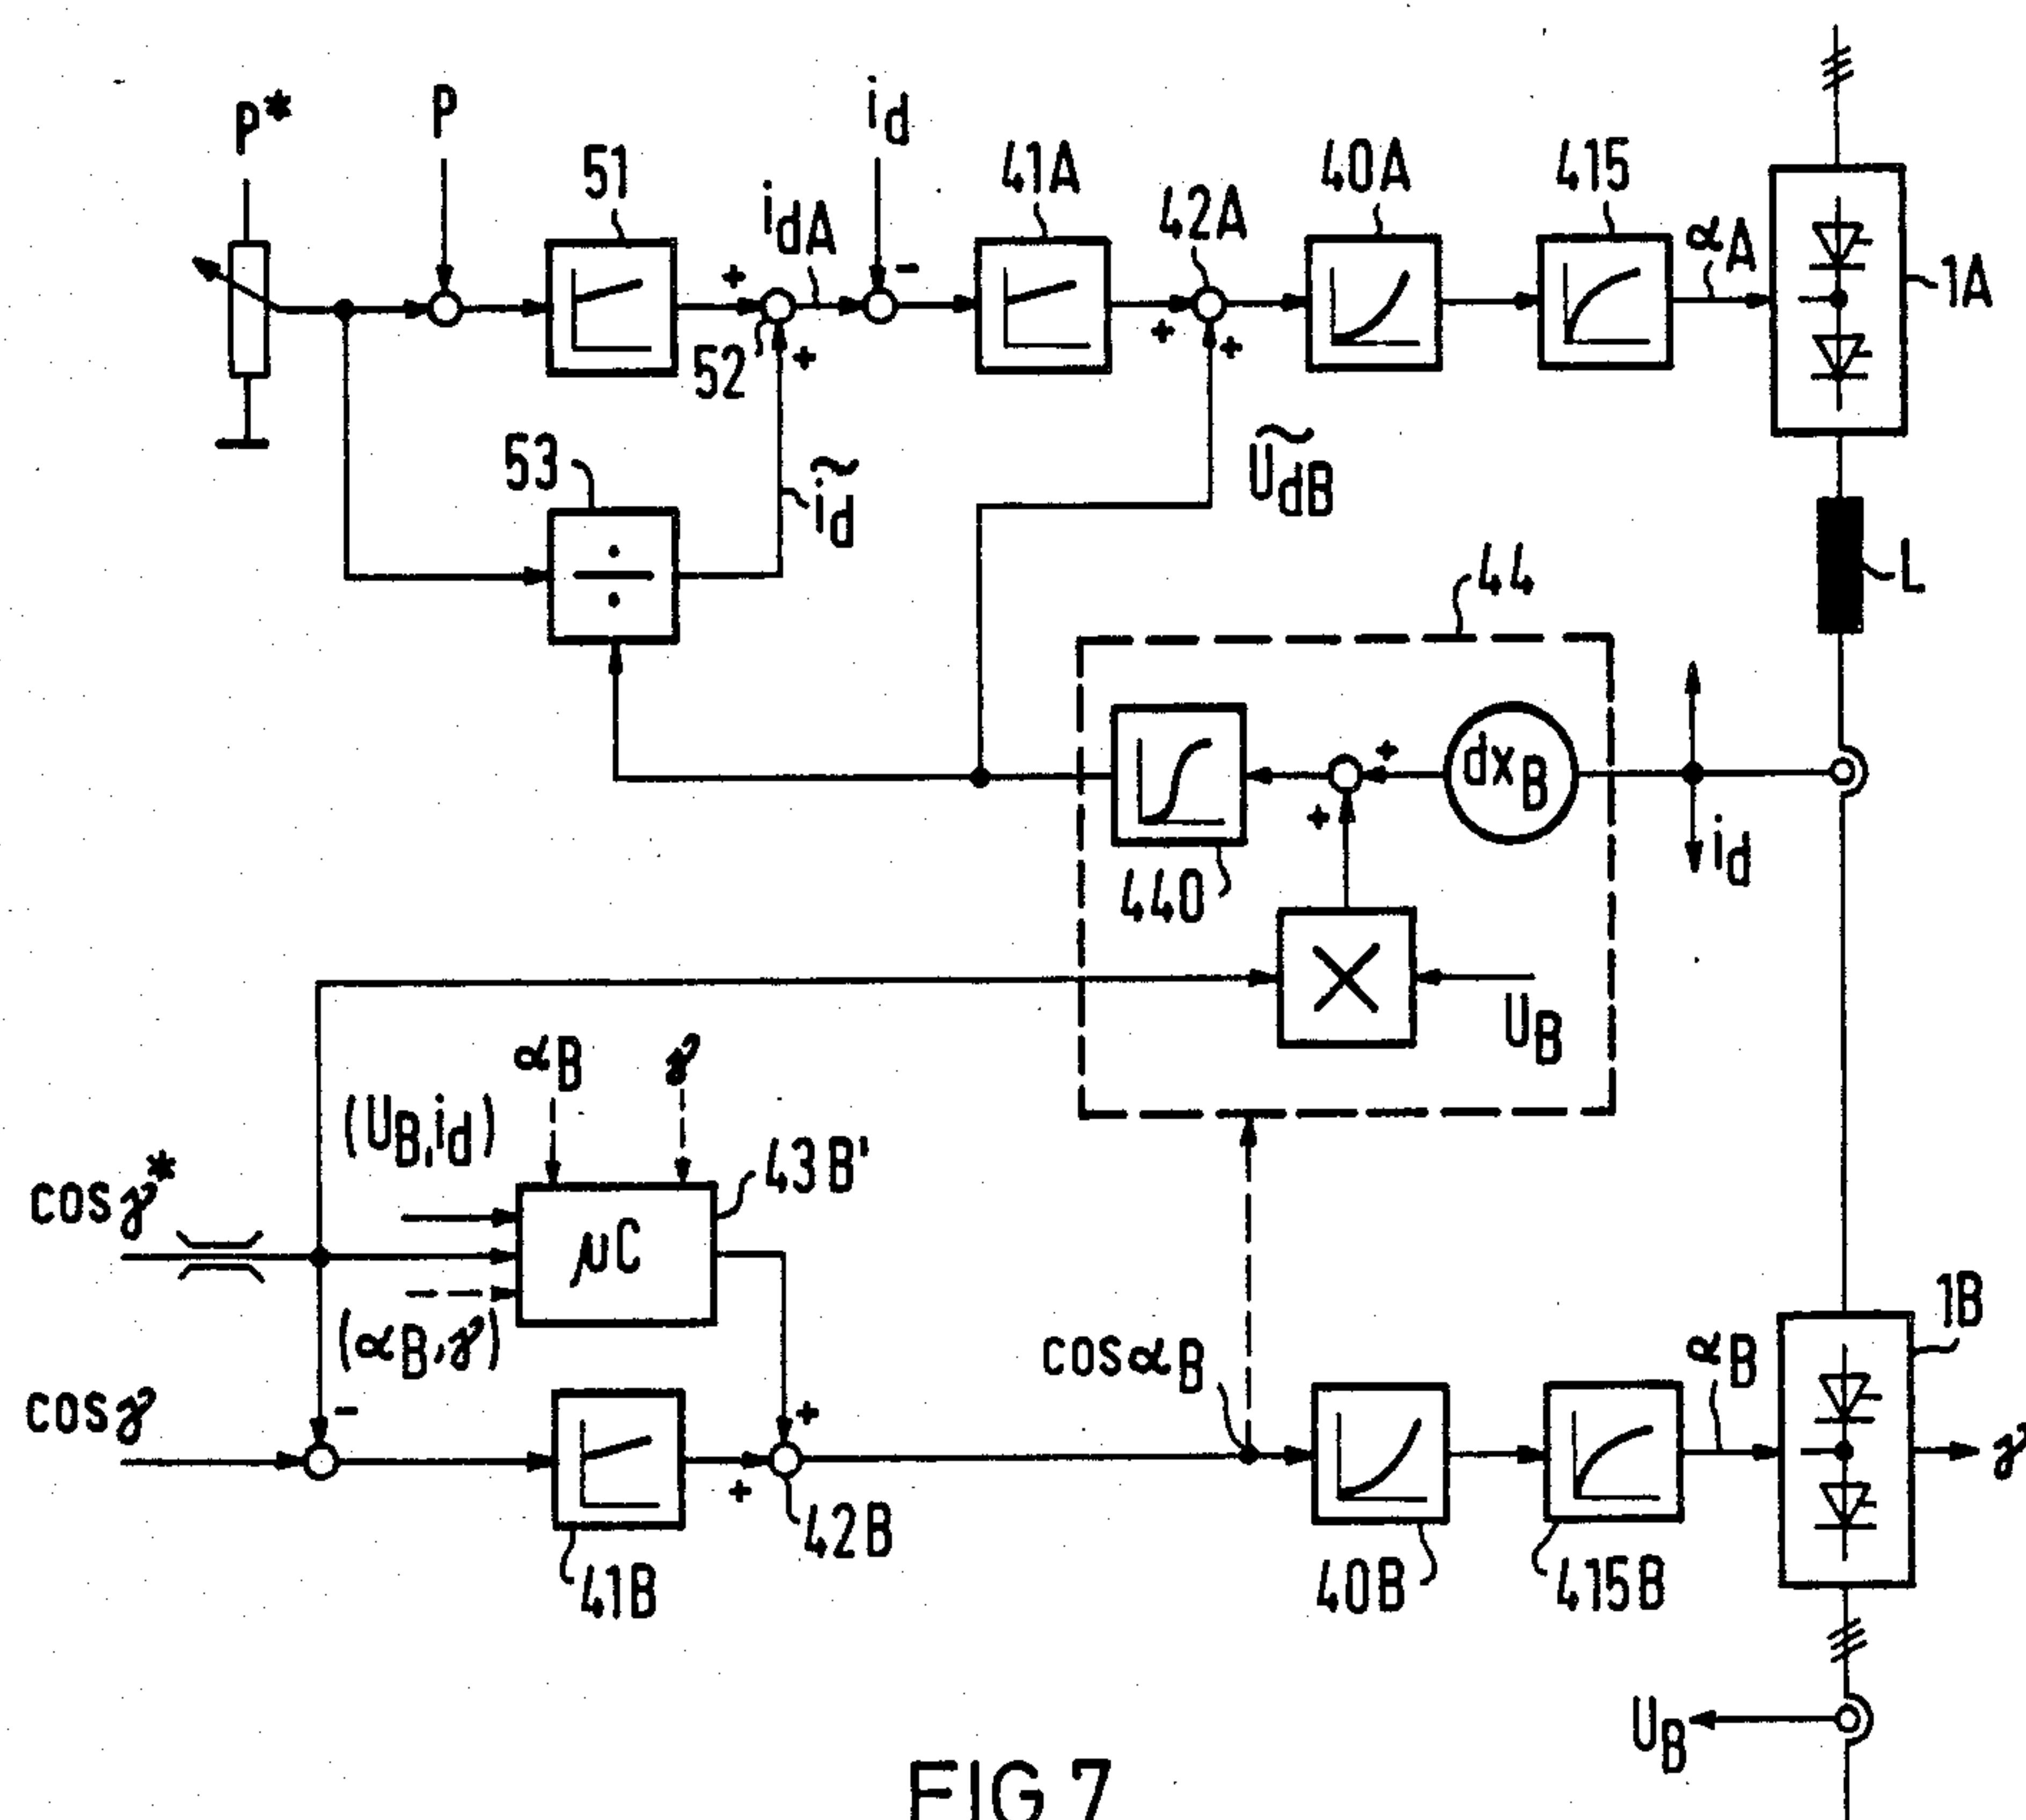 P*
P
id
51
idA
41A
42A
40A
415
αA
1A
+
-
52
+
+
+
53
ĩd
ŨdB
÷
44
L
dxB
+
+
440
id
×
UB
αB
γ
(UB,id)
43B'
cosγ*
μC
(αB,γ)
cosγ
-
+
+
cosαB
αB
1B
γ
42B
41B
40B
415B
UB
FIG 7